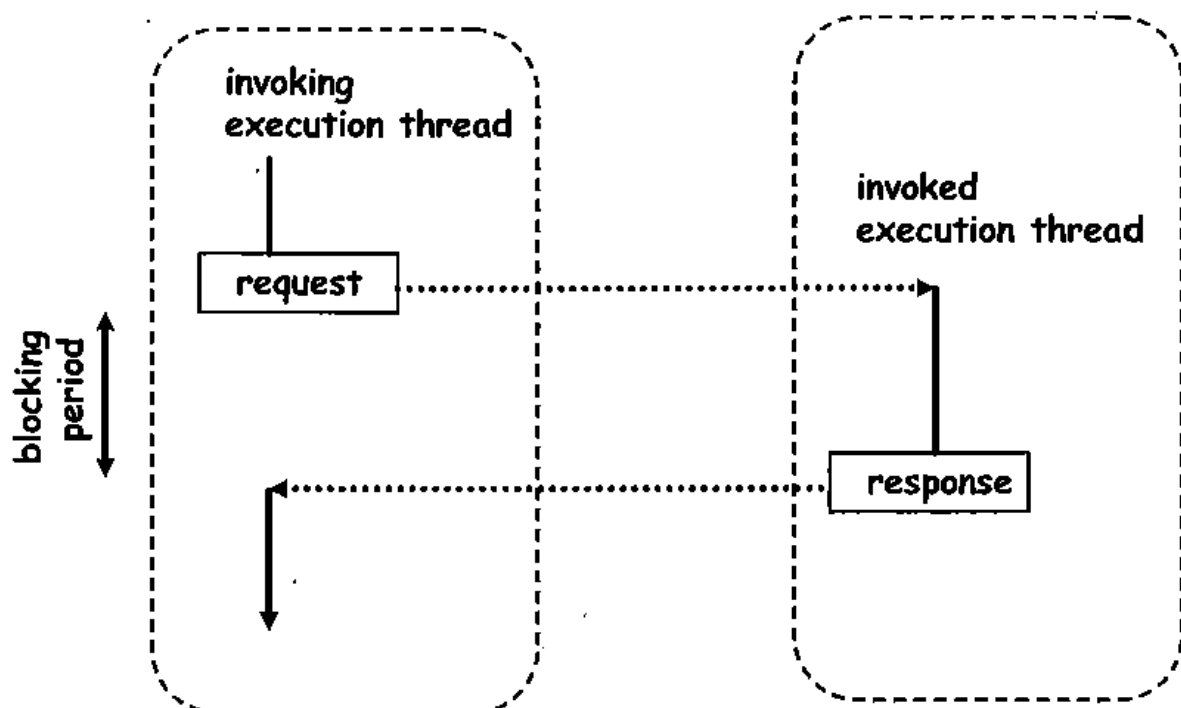 invoking
execution thread
invoked
execution thread
request
blocking
period
response